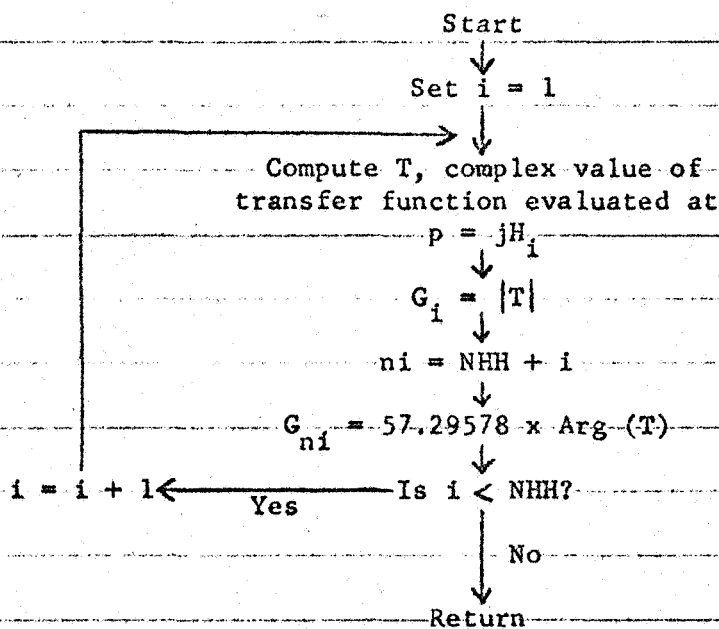 Start
Set i = 1
Compute T, complex value of
transfer function evaluated at
p = jH_i
G_i = |T|
ni = NHH + i
G_ni = 57.29578 x Arg (T)
i = i + 1 Yes Is i < NHH?
No
Return